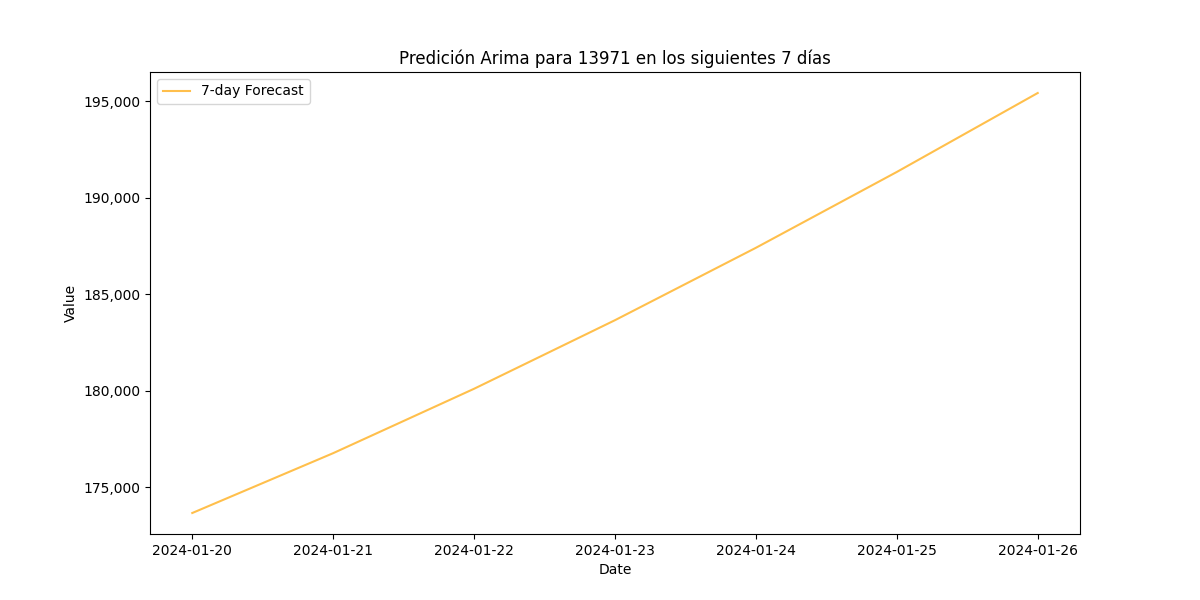 Predición Arima para 13971 en los siguientes 7 días
7-day Forecast
195,000
190,000
185,000
180,000
175,000
Value
2024-01-20 2024-01-21 2024-01-22 2024-01-23 2024-01-24 2024-01-25 2024-01-26
Date